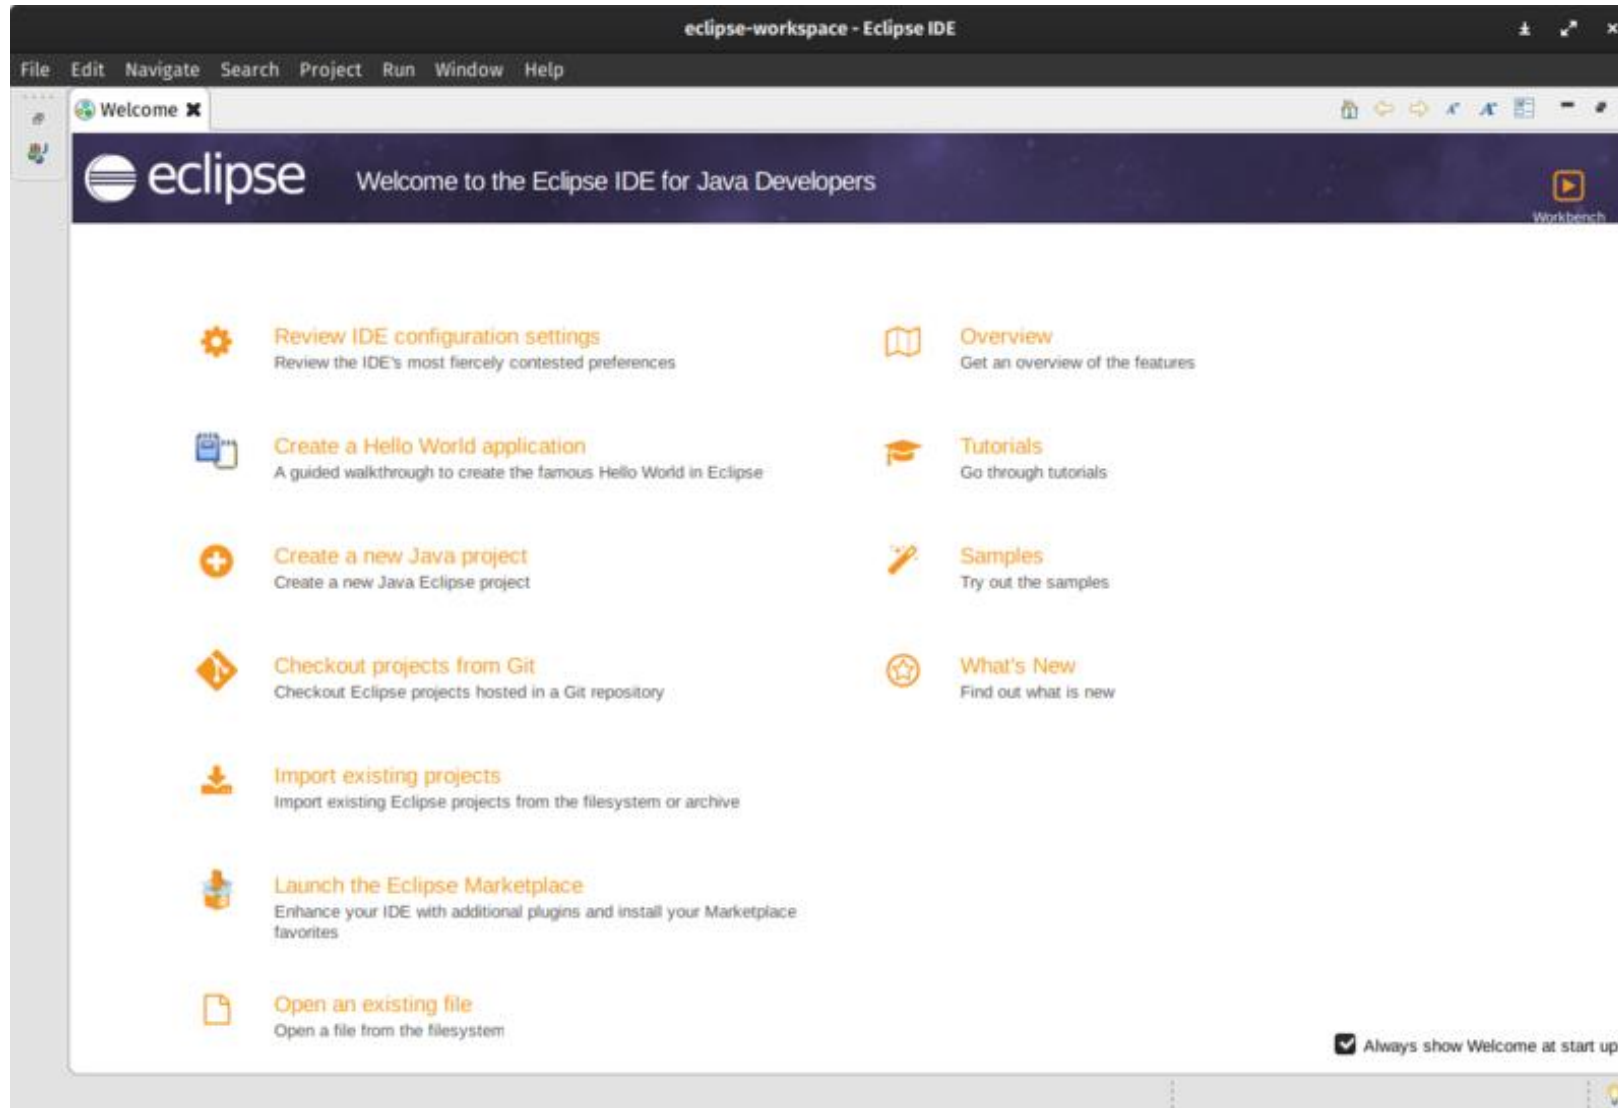 eclipse-workspace - Eclipse IDE
File Edit Navigate Search Project Run Window Help
Welcome
eclipse Welcome to the Eclipse IDE for Java Developers
Workbench
Review IDE configuration settings
Review the IDE's most fiercely contested preferences
Create a Hello World application
A guided walkthrough to create the famous Hello World in Eclipse
Create a new Java project
Create a new Java Eclipse project
Checkout projects from Git
Checkout Eclipse projects hosted in a Git repository
Import existing projects
Import existing Eclipse projects from the filesystem or archive
Launch the Eclipse Marketplace
Enhance your IDE with additional plugins and install your Marketplace
favorites
Open an existing file
Open a file from the filesystem
Overview
Get an overview of the features
Tutorials
Go through tutorials
Samples
Try out the samples
What's New
Find out what is new
Always show Welcome at start up